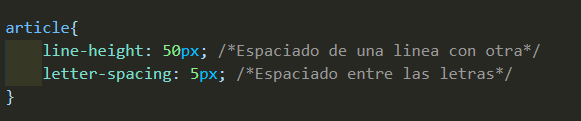 article{
    line-height: 50px; /*Espaciado de una linea con otra*/
    letter-spacing: 5px; /*Espaciado entre las letras*/
}